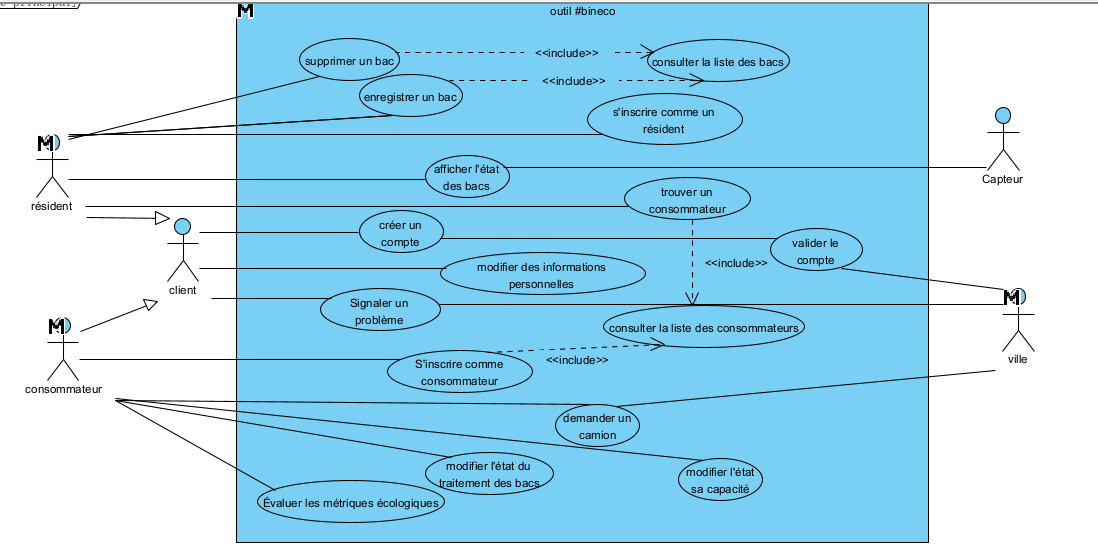 outil #bineco
supprimer un bac
<<include>>
consulter la liste des bacs
<<include>>
enregistrer un bac
s'inscrire comme un
résident
afficher l'état
des bacs
Capteur
résident
trouver un
consommateur
créer un
compte
valider le
compte
<<include>>
modifier des informations
personnelles
client
Signaler un
problème
consulter la liste des consommateurs
<<include>>
S'inscrire comme
consommateur
ville
consommateur
demander un
camion
modifier l'état du
traitement des bacs
modifier l'état
sa capacité
Évaluer les métriques écologiques